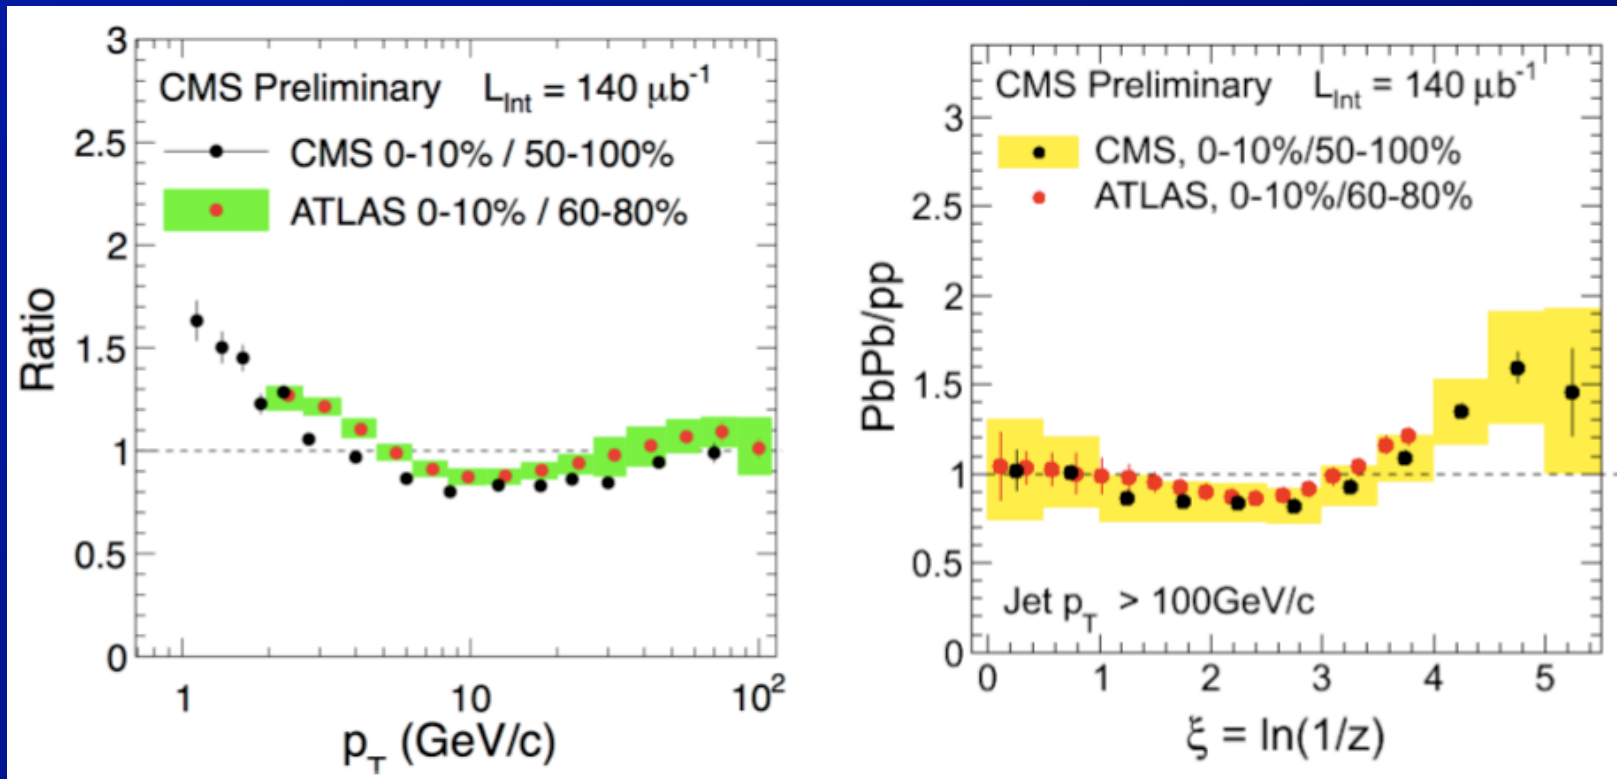 CMS Preliminary L_Int = 140 μb⁻¹
CMS 0-10% / 50-100%
ATLAS 0-10% / 60-80%
Ratio
3
2.5
2
1.5
1
0.5
0
1 10 10²
p_T (GeV/c)
CMS Preliminary L_Int = 140 μb⁻¹
CMS, 0-10%/50-100%
ATLAS, 0-10%/60-80%
PbPb/pp
3
2.5
2
1.5
1
0.5
0
Jet p_T > 100GeV/c
0 1 2 3 4 5
ξ = ln(1/z)